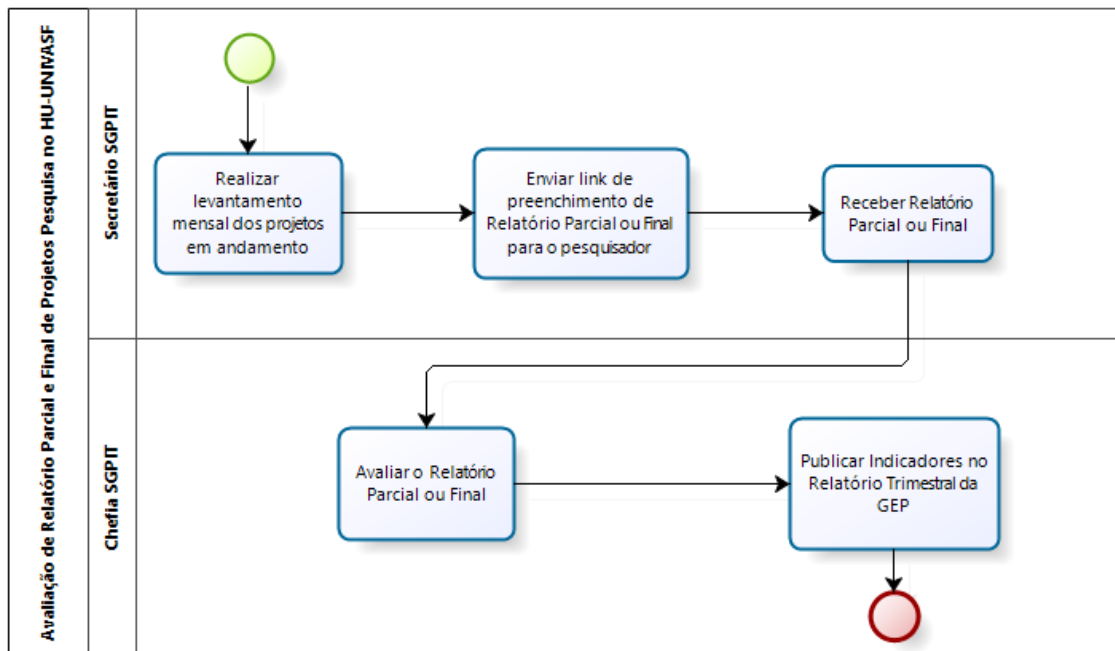 Avaliação de Relatório Parcial e Final de Projetos Pesquisa no HU-UNIVASF
Secretário SGPIT
Realizar
levantamento
mensal dos projetos
em andamento
Enviar link de
preenchimento de
Relatório Parcial ou Final
para o pesquisador
Receber Relatório
Parcial ou Final
Chefia SGPIT
Avaliar o Relatório
Parcial ou Final
Publicar Indicadores no
Relatório Trimestral da
GEP